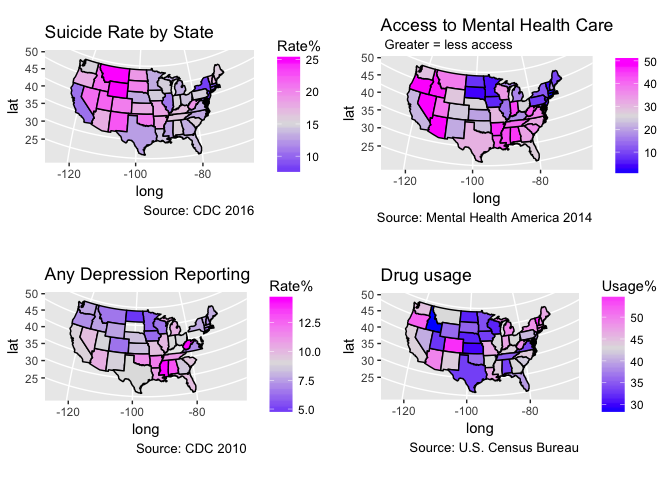 Suicide Rate by State
Rate%
25
20
15
10
50
45
40
35
30
25
lat
-120
-100
-80
long
Source: CDC 2016
Access to Mental Health Care
Greater = less access
50
40
30
20
10
50
45
40
35
30
25
lat
-120
-100
-80
long
Source: Mental Health America 2014
Any Depression Reporting
Rate%
12.5
10.0
7.5
5.0
50
45
40
35
30
25
lat
-120
-100
-80
long
Source: CDC 2010
Drug usage
Usage%
50
45
40
35
30
50
45
40
35
30
25
lat
-120
-100
-80
long
Source: U.S. Census Bureau